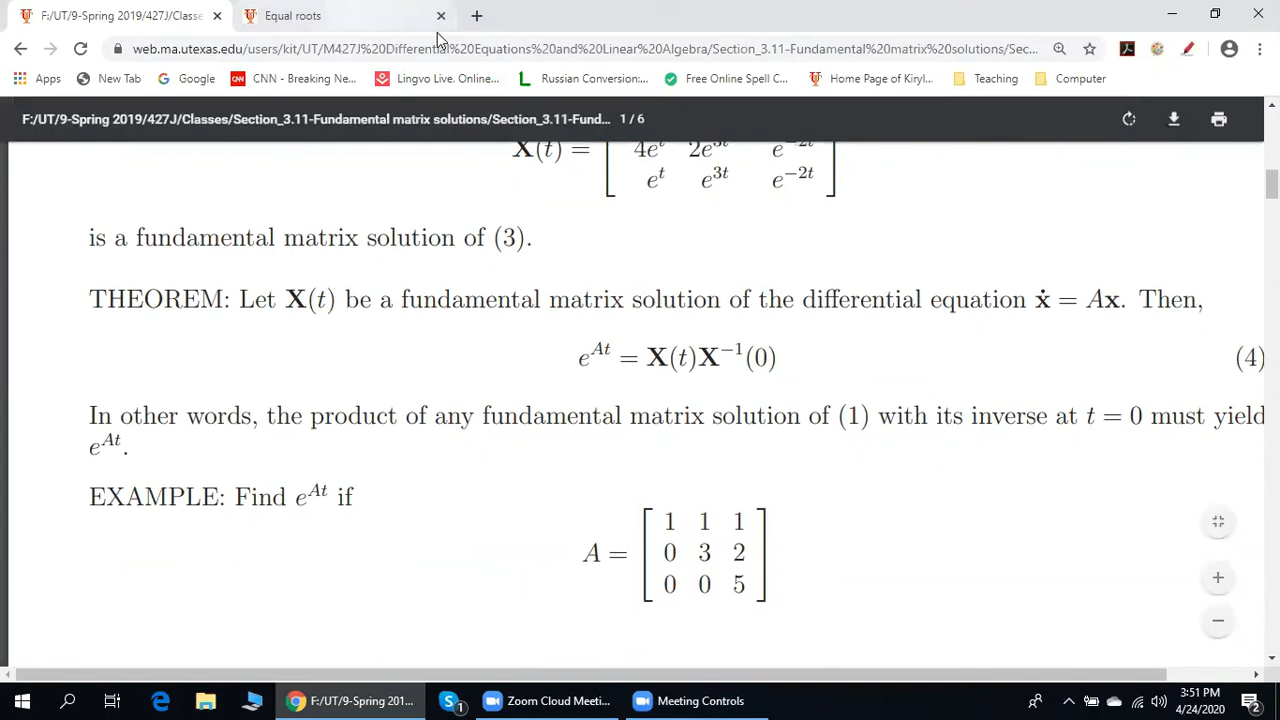 F:/UT/9-Spring 2019/427J/Classe
Equal roots
web.ma.utexas.edu/users/kit/UT/M427J%20Differential%20Equations%20and%20Linear%20Algebra/Section_3.11-Fundamental%20matrix%20solutions/Sec...
Apps New Tab Google CNN - Breaking Ne... Lingvo Live. Online... Russian Conversion:... Free Online Spell C... Home Page of Kiryl... Teaching Computer
F:/UT/9-Spring 2019/427J/Classes/Section_3.11-Fundamental matrix solutions/Section_3.11-Fund... 1 / 6
X(t) = [ 4e^t 2e^{3t} e^{-2t}
e^t e^{3t} e^{-2t} ]
is a fundamental matrix solution of (3).
THEOREM: Let X(t) be a fundamental matrix solution of the differential equation ẋ = Ax. Then,
e^{At} = X(t)X^{-1}(0) (4)
In other words, the product of any fundamental matrix solution of (1) with its inverse at t = 0 must yield
e^{At}.
EXAMPLE: Find e^{At} if
1 1 1
A = 0 3 2
0 0 5
F:/UT/9-Spring 201... 1 Zoom Cloud Meeti... Meeting Controls
3:51 PM
4/24/2020
2